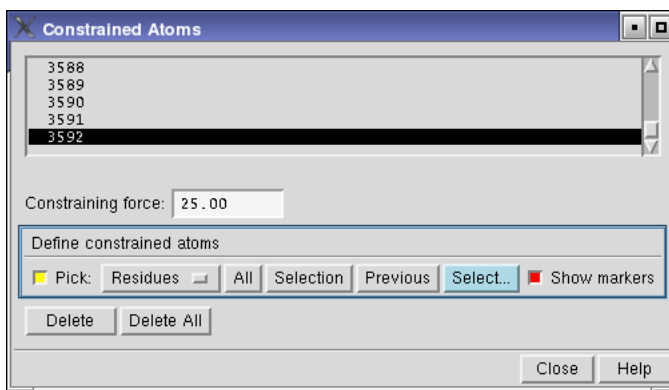 Constrained Atoms
3588
3589
3590
3591
3592
Constraining force: 25.00
Define constrained atoms
Pick: Residues All Selection Previous Select... Show markers
Delete Delete All
Close Help